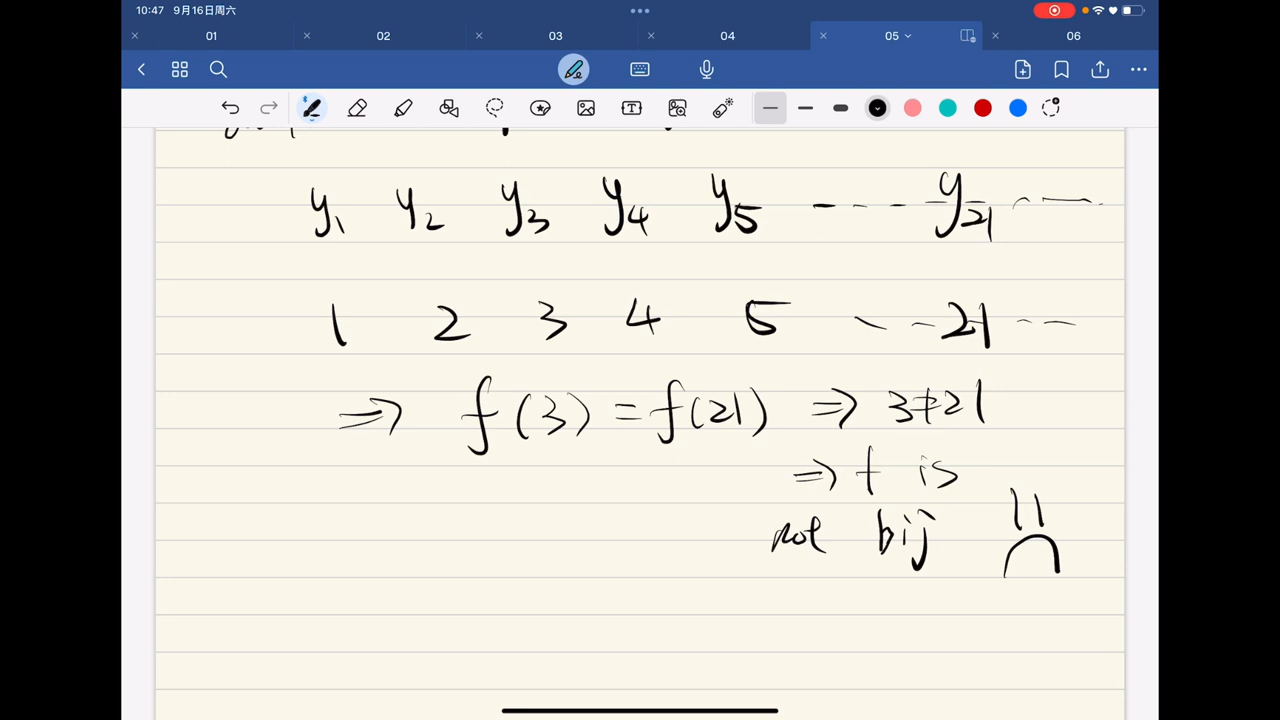 10:47 9月16日周六
01 02 03 04 05 06
y₁ y₂ y₃ y₄ y₅ --- y₂₁ ---
1 2 3 4 5 --- 21 ---
⇒ f(3) = f(21) ⇒ 3≠21
⇒ f is
not bij